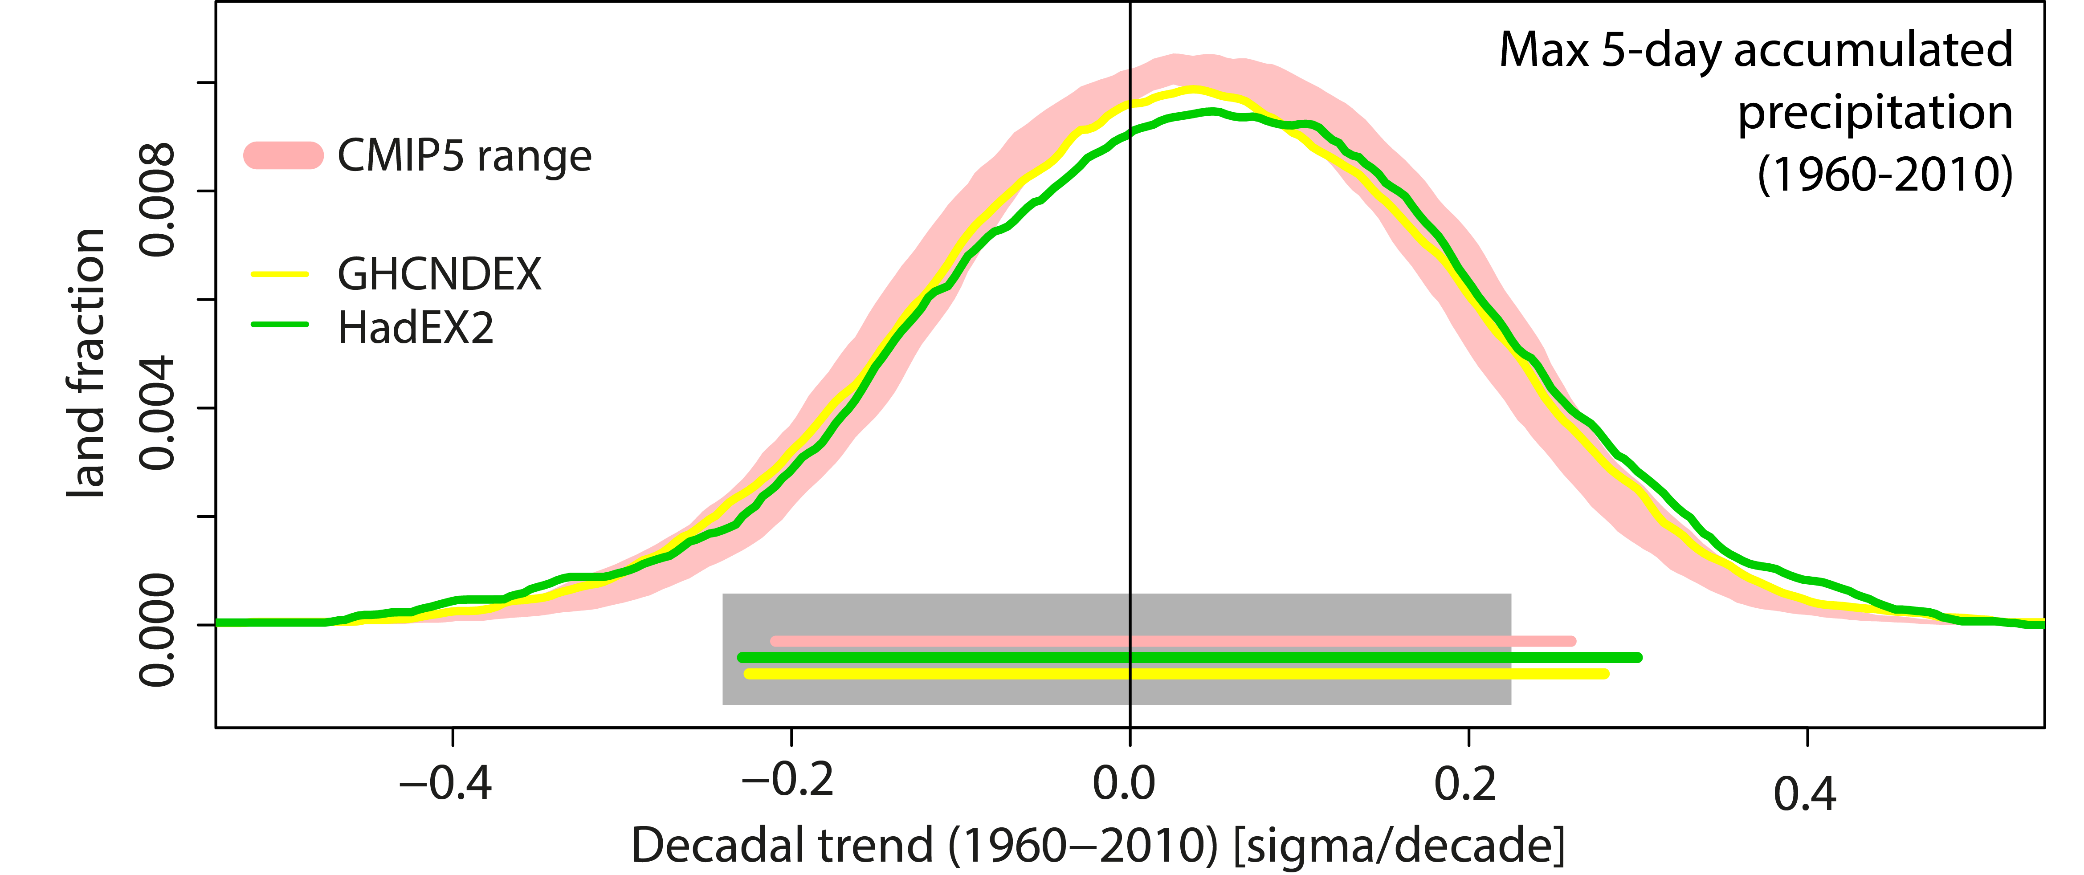 Max 5-day accumulated
precipitation
(1960-2010)
CMIP5 range
GHCNDEX
HadEX2
land fraction
0.008
0.004
0.000
−0.4
−0.2
0.0
0.2
0.4
Decadal trend (1960−2010) [sigma/decade]